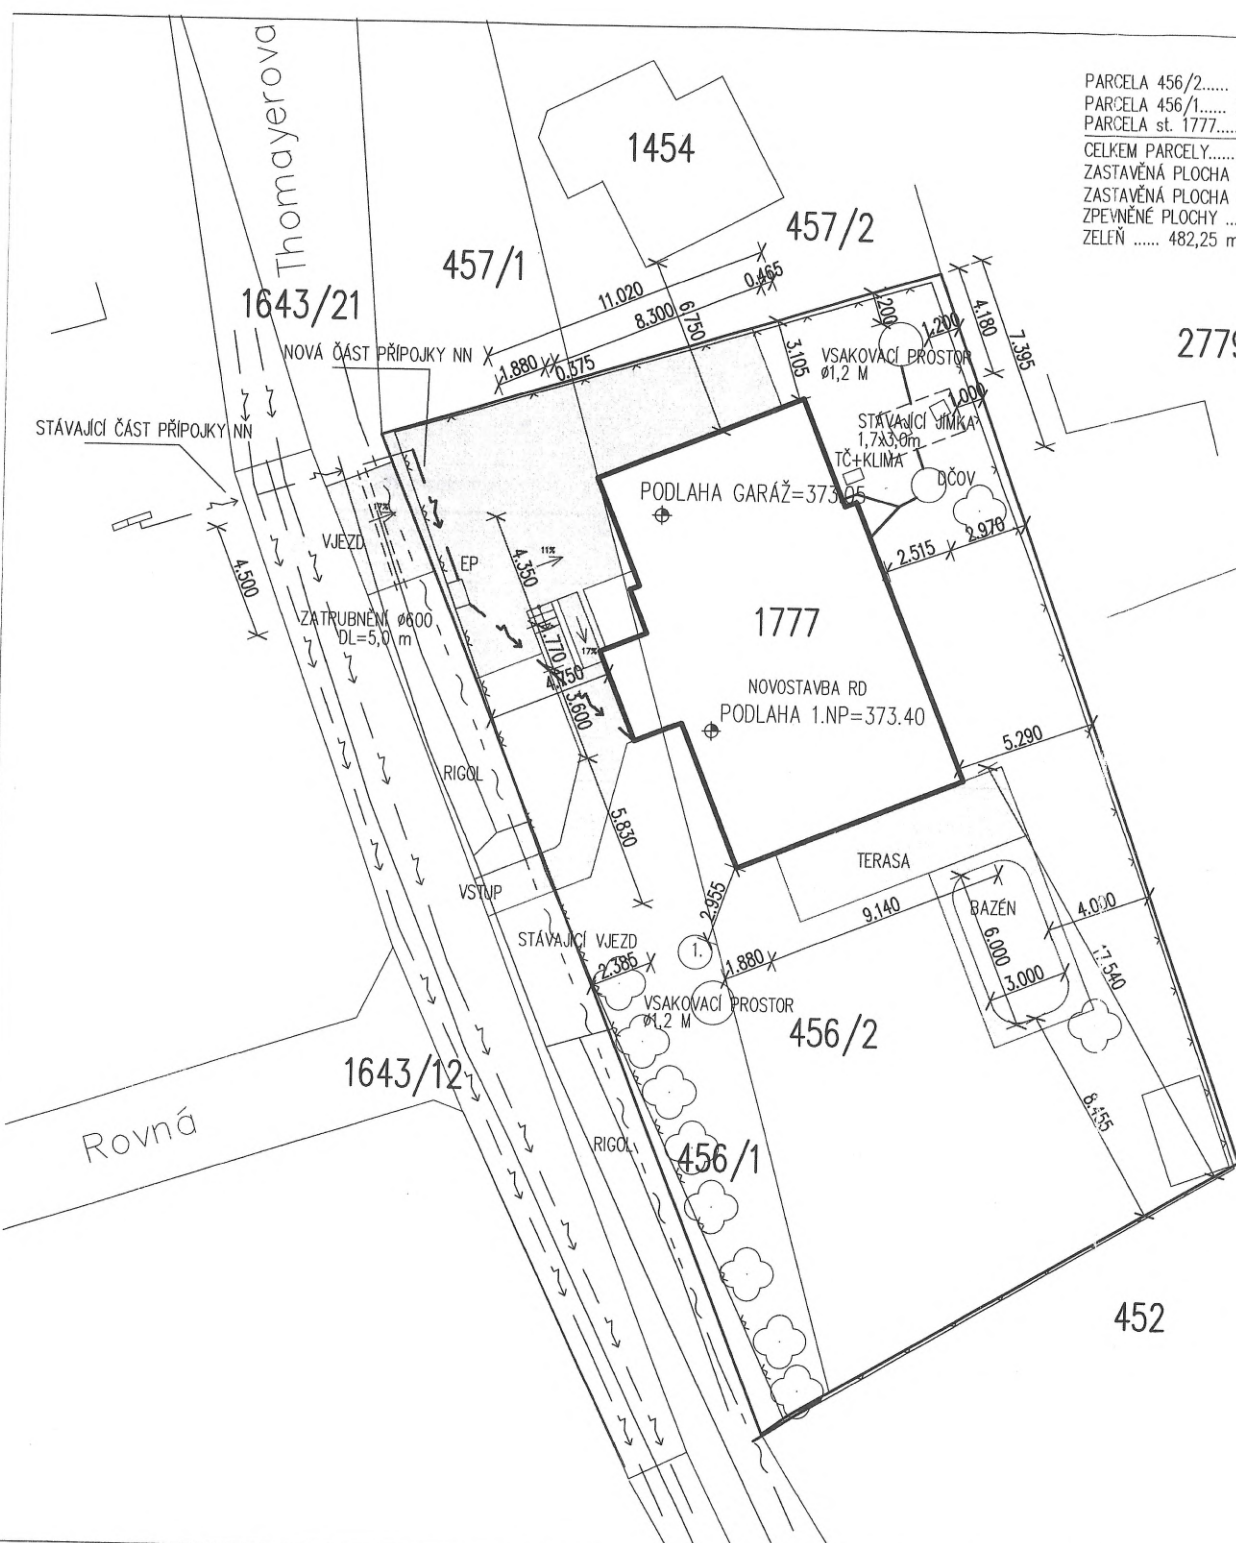 PARCELA 456/2......
PARCELA 456/1......
PARCELA st. 1777.....
CELKEM PARCELY......
ZASTAVĚNÁ PLOCHA
ZASTAVĚNÁ PLOCHA
ZPEVNĚNÉ PLOCHY ...
ZELEŇ ...... 482,25 m
Thomayerova
1454
457/2
457/1
1643/21
2779
11.020
0.465
8.300
6.750
1.880
0.375
3.105
1.200
4.180
7.395
NOVÁ ČÁST PŘÍPOJKY NN
STÁVAJÍCÍ ČÁST PŘÍPOJKY NN
VSAKOVACÍ PROSTOR
ø1,2 M
1.000
STÁVAJÍCÍ JÍMKA
1,7x3,0m
TČ+KLIMA
DČOV
PODLAHA GARÁŽ=373.05
VJEZD
EP
4.500
4.350
11%
2.515
2.970
ZATRUBNĚNÍ ø600
DL=5,0 m
1.770
17%
4.750
3.600
1777
NOVOSTAVBA RD
PODLAHA 1.NP=373.40
5.290
RIGOL
5.830
TERASA
VSTUP
2.955
9.140
BAZÉN
4.000
6.000
3.000
17.540
STÁVAJÍCÍ VJEZD
1.
2.385
1.880
VSAKOVACÍ PROSTOR
ø1,2 M
456/2
1643/12
Rovná
RIGOL
456/1
8.455
452